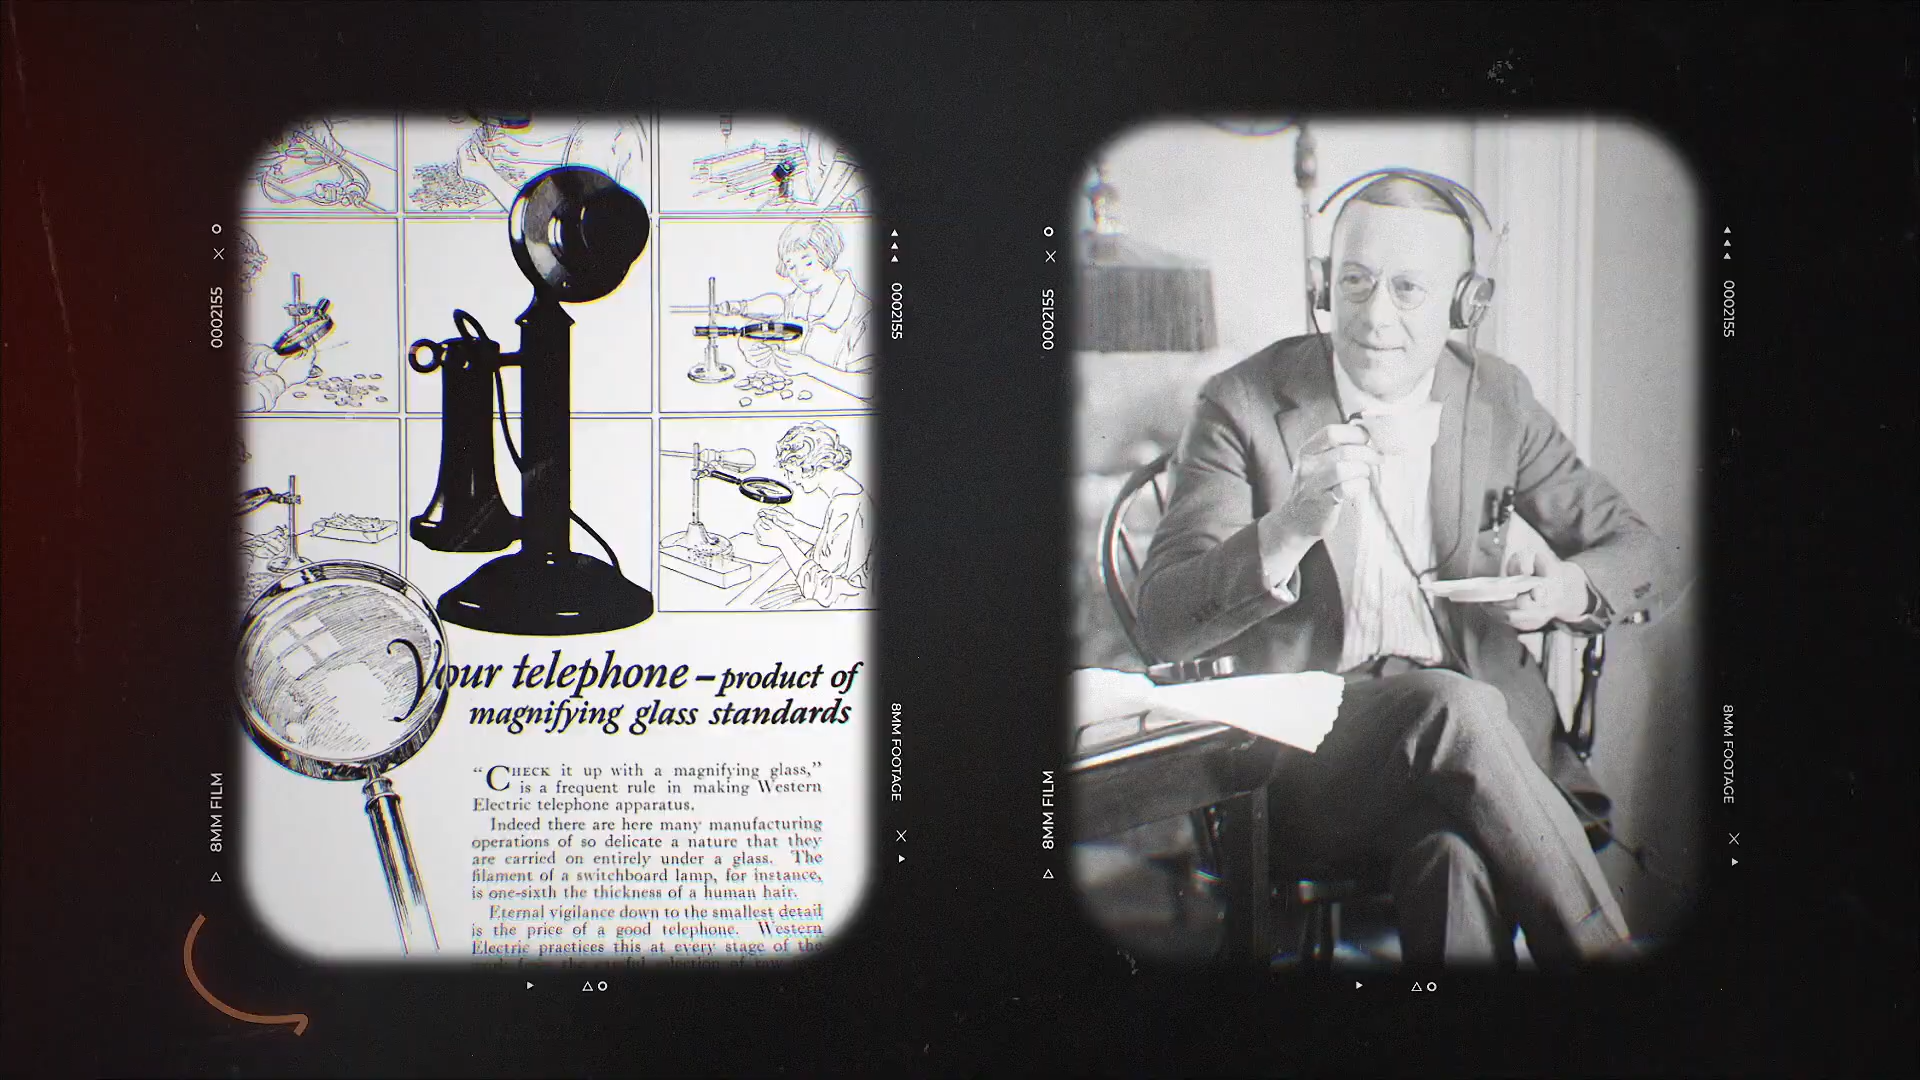 0002155
8MM FILM
Your telephone – product of
magnifying glass standards
"CHECK it up with a magnifying glass,"
is a frequent rule in making Western
Electric telephone apparatus.
Indeed there are here many manufacturing
operations of so delicate a nature that they
are carried on entirely under a glass. The
filament of a switchboard lamp, for instance,
is one-sixth the thickness of a human hair.
Eternal vigilance down to the smallest detail
is the price of a good telephone. Western
Electric practices this at every stage of the
0002155
8MM FOOTAGE
0002155
8MM FILM
0002155
8MM FOOTAGE